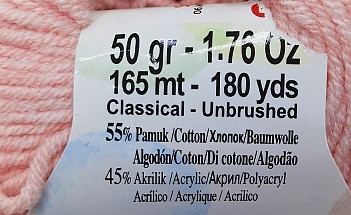 50 gr - 1.76 Oz
165 mt - 180 yds
Classical - Unbrushed
55% Pamuk/Cotton/Хлопок/Baumwolle
Algodón/Coton/Di cotone/Algodão
45% Akrilik/Acrylic/Акрил/Polyacryl
Acrílico/Acrylique/Acrílico